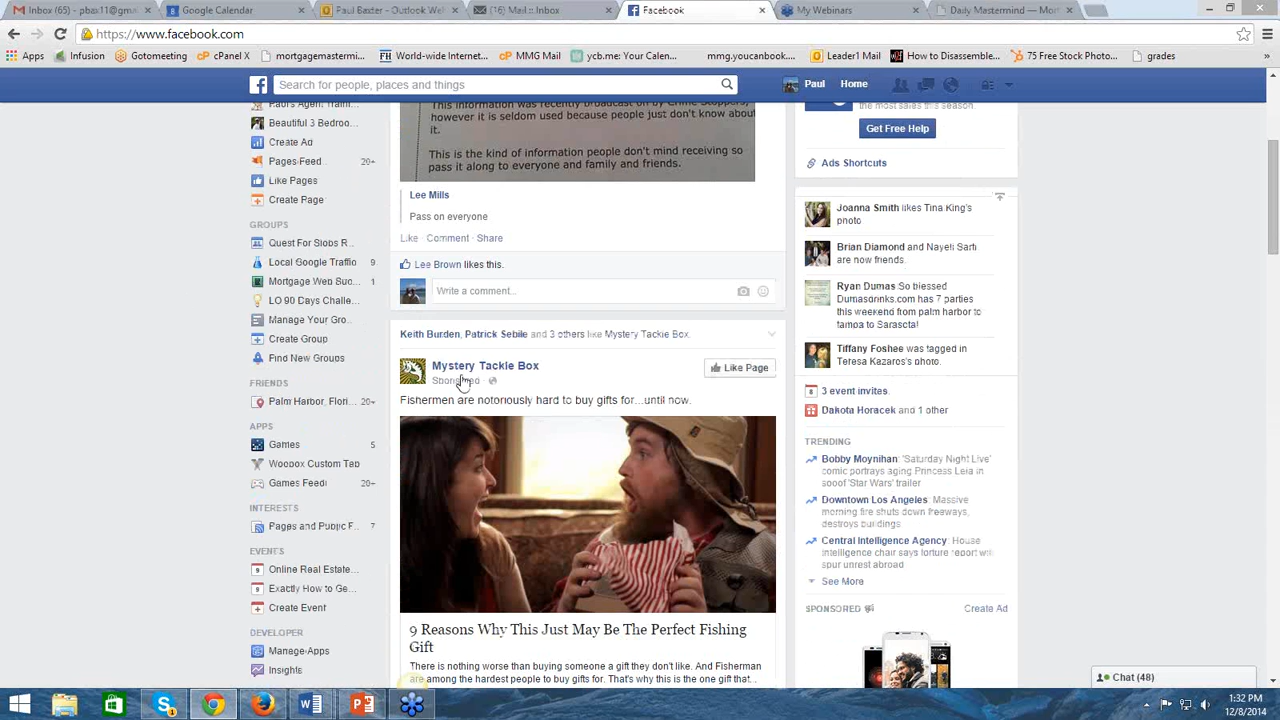 Inbox (6) - pbax11@gma
Google Calendar
Paul Baxter - Outlook Web
(16) Mail :: Inbox
Facebook
My Webinars
Daily Mastermind - Mort
https://www.facebook.com
Apps
Infusion
Gotomeeting
cPanel X
mortgagemastermi
World-wide Internet...
MMG Mail
ycb.me: Your Calen...
mmg.youcanbook...
Leader1 Mail
How to Disassemble...
75 Free Stock Photo...
grades
Search for people, places and things
Paul
Home
Paul's Agent Traini...
Beautiful 3 Bedroo...
Create Ad
Pages Feed
20+
Like Pages
Create Page
GROUPS
Quest For Slobs R...
Local Google Traffic
9
Mortgage Web Suc...
1
LO 90 Days Challe...
Manage Your Gro...
Create Group
Find New Groups
FRIENDS
Palm Harbor, Flori...
20+
APPS
Games
5
Woobox Custom Tab
Games Feed
20+
INTERESTS
Pages and Public F...
7
EVENTS
Online Real Estate...
Exactly How to Ge...
Create Event
DEVELOPER
Manage Apps
Insights
This information was recently broadcast on by Crime Stoppers,
however it is seldom used because people just don't know about
it.
This is the kind of information people don't mind receiving so
pass it along to everyone and family and friends.
Lee Mills
Pass on everyone
Like Comment Share
Lee Brown likes this.
Write a comment...
Keith Burden, Patrick Sebile and 3 others like Mystery Tackle Box.
Mystery Tackle Box
Sponsored
Like Page
Fishermen are notoriously hard to buy gifts for...until now.
9 Reasons Why This Just May Be The Perfect Fishing
Gift
There is nothing worse than buying someone a gift they don't like. And Fisherman
are among the hardest people to buy gifts for. That's why this is the one gift that...
the most sales this season.
Get Free Help
Ads Shortcuts
Joanna Smith likes Tina King's
photo.
Brian Diamond and Nayeli Sarti
are now friends.
Ryan Dumas So blessed
Dumasdrinks.com has 7 parties
this weekend from palm harbor to
tampa to Sarasota!
Tiffany Foshee was tagged in
Teresa Kazaros's photo.
3 event invites
Dakota Horacek and 1 other
TRENDING
Bobby Moynihan: 'Saturday Night Live'
comic portrays aging Princess Leia in
spoof 'Star Wars' trailer
Downtown Los Angeles: Massive
morning fire shuts down freeways,
destroys buildings
Central Intelligence Agency: House
intelligence chair says torture report will
spur unrest abroad
See More
SPONSORED
Create Ad
Chat (48)
1:32 PM
12/8/2014